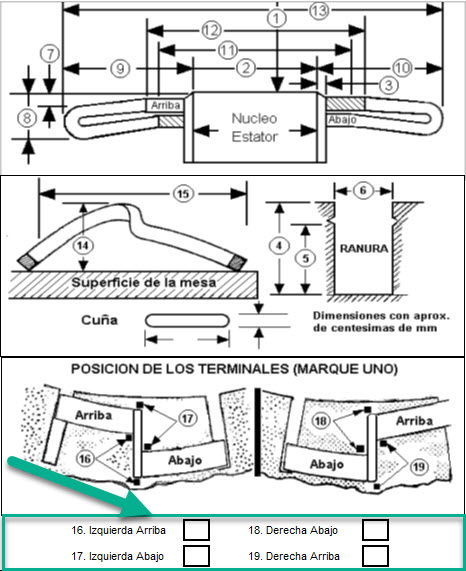 13
1
12
7
11
9
2
10
3
8
Arriba
Abajo
Nucleo
Estator
15
6
14
4
5
RANURA
Superficie de la mesa
Cuña
Dimensiones con aprox.
de centesimas de mm
POSICION DE LOS TERMINALES (MARQUE UNO)
Arriba
17
18
Arriba
16
Abajo
Abajo
19
16. Izquierda Arriba
18. Derecha Abajo
17. Izquierda Abajo
19. Derecha Arriba